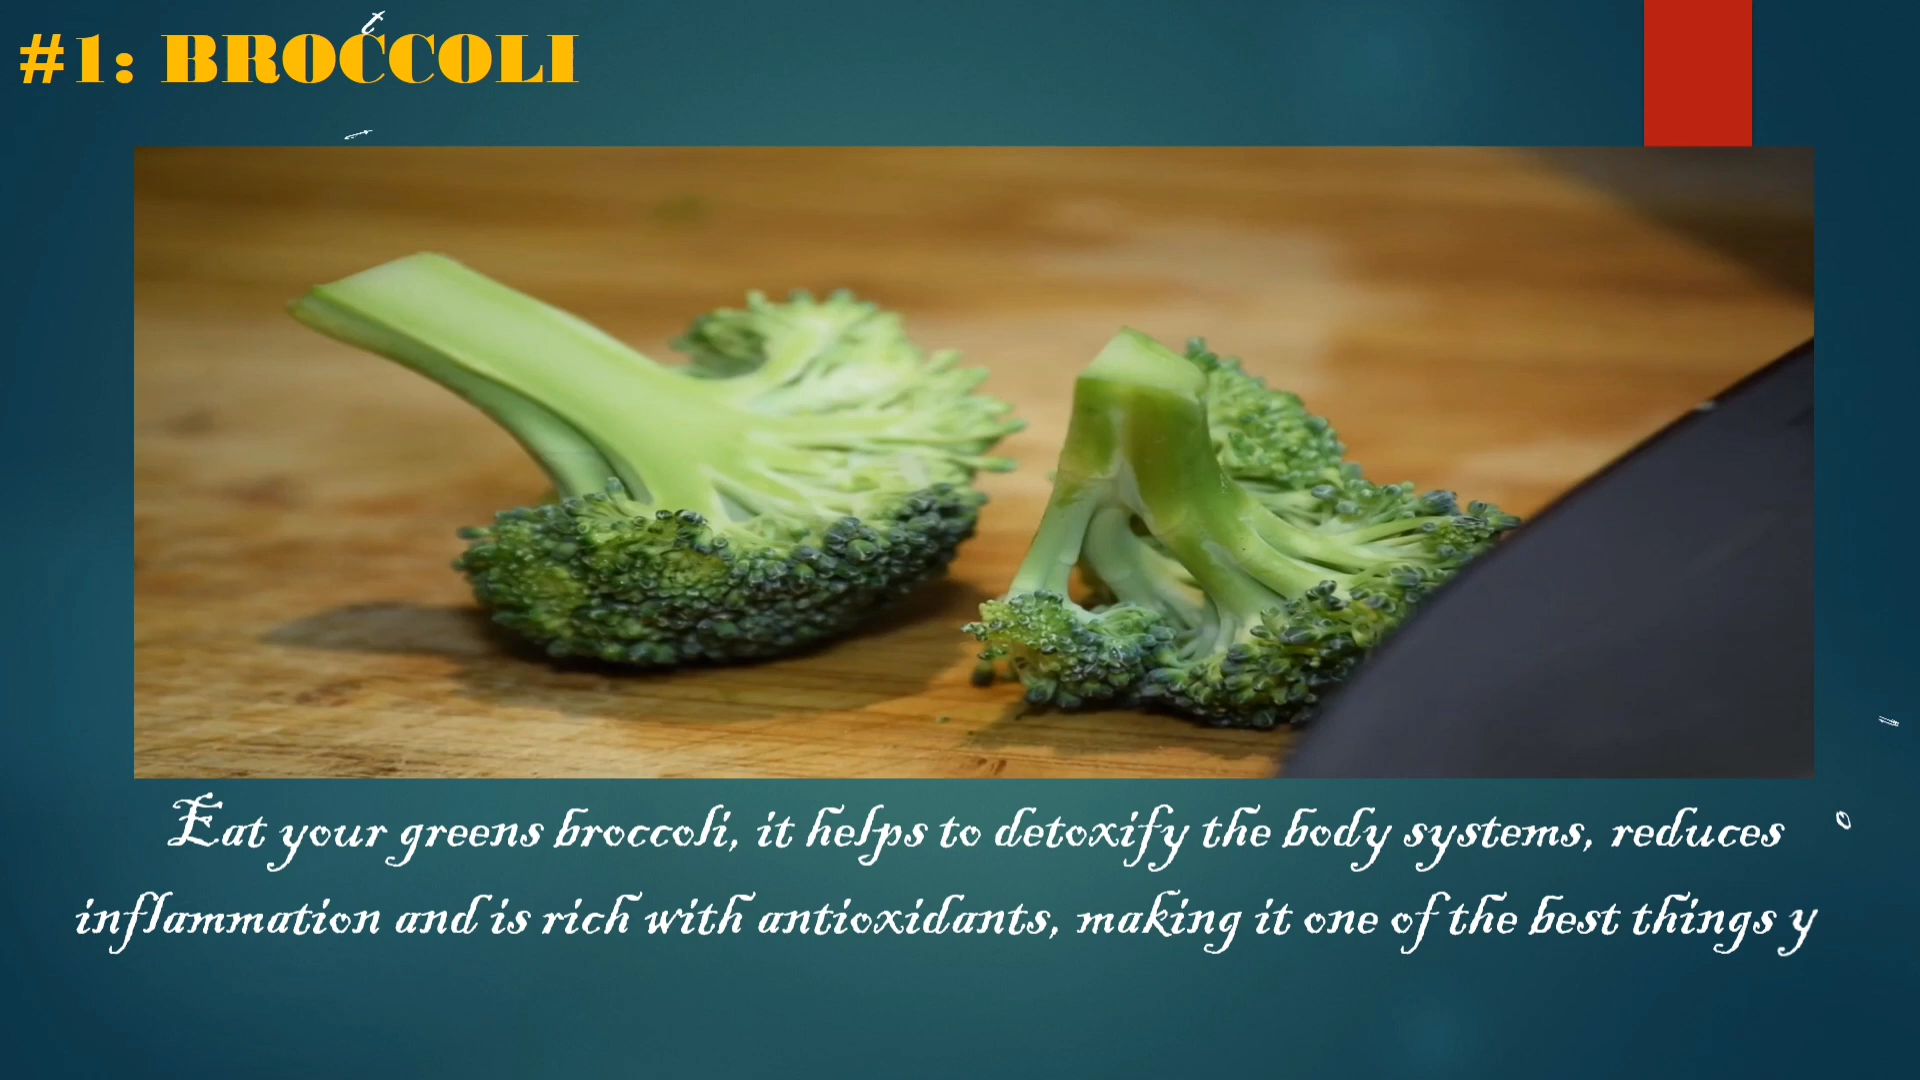 #1: BROCCOLI
t
Eat your greens broccoli, it helps to detoxify the body systems, reduces
o
inflammation and is rich with antioxidants, making it one of the best things y